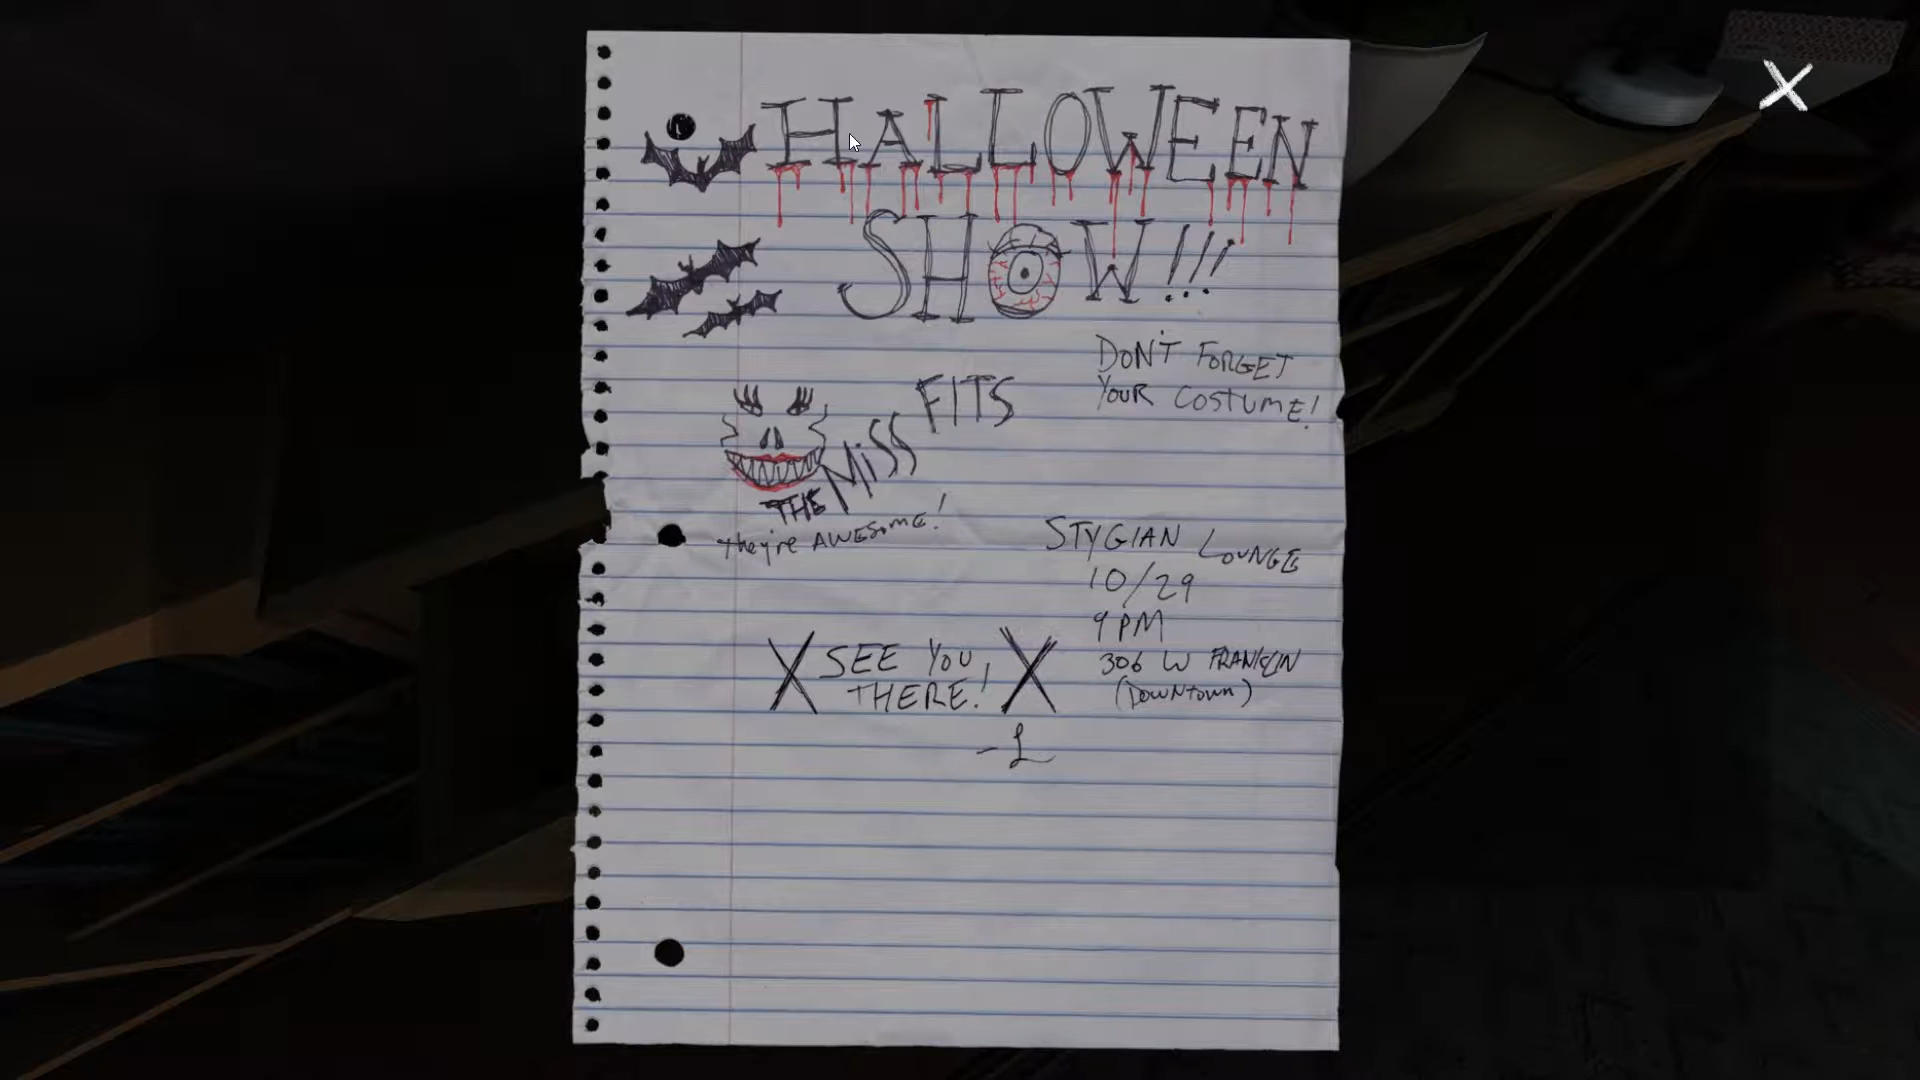 HALLOWEEN
SHOW!!!
DON'T FORGET
YOUR COSTUME!
THE MISS FITS
they're AWESOME!
STYGIAN LOUNGE
10/29
9 PM
306 W FRANKLIN
(DOWNTOWN)
X SEE YOU
THERE! X
-L